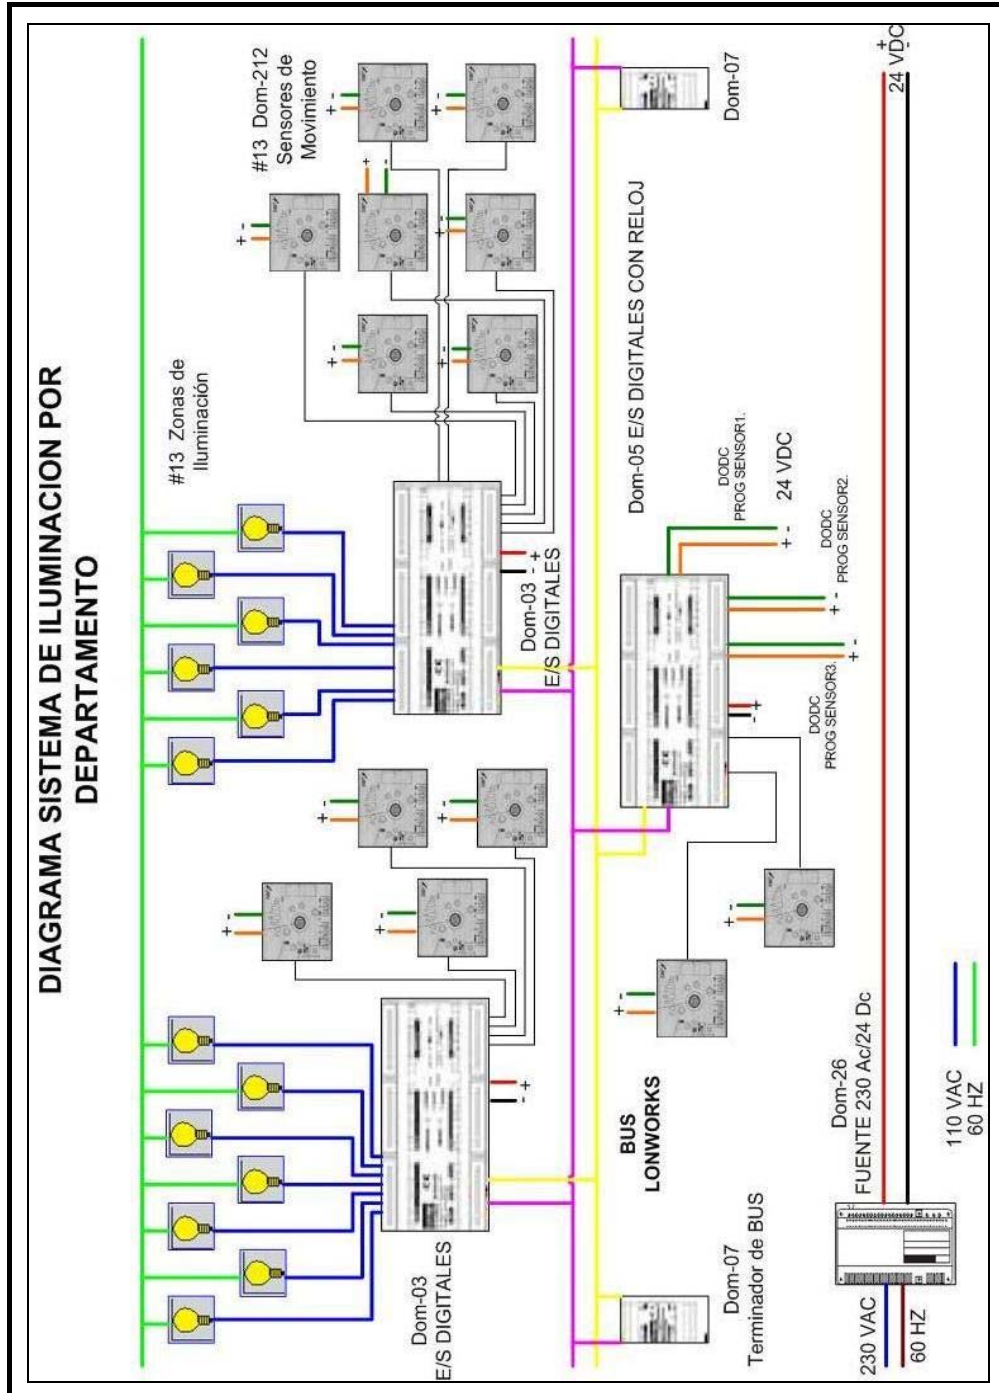 DIAGRAMA SISTEMA DE ILUMINACION POR
DEPARTAMENTO
#13 Zonas de
Iluminación
#13 Dom-212
Sensores de
Movimiento
+ -
+ -
+ -
+ -
+ -
+ -
+ -
+ -
+ -
+ -
+ -
Dom-03
E/S DIGITALES
- +
Dom-03
E/S DIGITALES
- +
BUS
LONWORKS
Dom-07
Terminador de BUS
Dom-07
Dom-05 E/S DIGITALES CON RELOJ
DODC
PROG SENSOR1.
24 VDC
+ -
DODC
PROG SENSOR2.
+ -
DODC
PROG SENSOR3.
+ -
- +
+ -
+ -
Dom-26
FUENTE 230 Ac/24 Dc
230 VAC
60 HZ
+
-
24 VDC
110 VAC
60 HZ